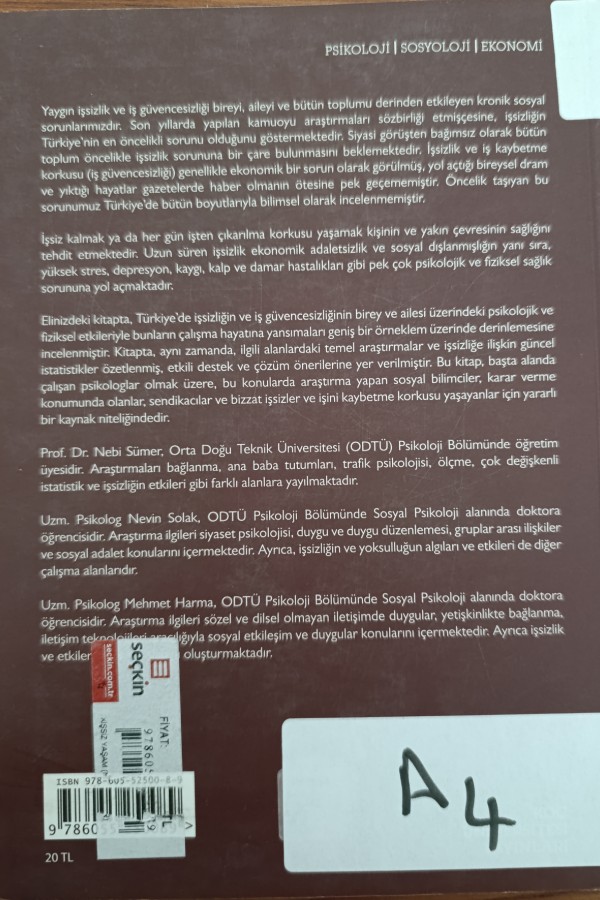 PSİKOLOJİ | SOSYOLOJİ | EKONOMİ
Yaygın işsizlik ve iş güvencesizliği bireyi, aileyi ve bütün toplumu derinden etkileyen kronik sosyal
sorunlarımızdır. Son yıllarda yapılan kamuoyu araştırmaları sözbirliği etmişçesine, işsizliğin
Türkiye'nin en öncelikli sorunu olduğunu göstermektedir. Siyasi görüşten bağımsız olarak bütün
toplum öncelikle işsizlik sorununa bir çare bulunmasını beklemektedir. İşsizlik ve iş kaybetme
korkusu (iş güvencesizliği) genellikle ekonomik bir sorun olarak görülmüş, yol açtığı bireysel dram
ve yıktığı hayatlar gazetelerde haber olmanın ötesine pek geçememiştir. Öncelik taşıyan bu
sorunumuz Türkiye'de bütün boyutlarıyla bilimsel olarak incelenmemiştir.
İşsiz kalmak ya da her gün işten çıkarılma korkusu yaşamak kişinin ve yakın çevresinin sağlığını
tehdit etmektedir. Uzun süren işsizlik ekonomik adaletsizlik ve sosyal dışlanmışlığın yanı sıra,
yüksek stres, depresyon, kaygı, kalp ve damar hastalıkları gibi pek çok psikolojik ve fiziksel sağlık
sorununa yol açmaktadır.
Elinizdeki kitapta, Türkiye'de işsizliğin ve iş güvencesizliğinin birey ve ailesi üzerindeki psikolojik ve
fiziksel etkileriyle bunların çalışma hayatına yansımaları geniş bir örneklem üzerinde derinlemesine
incelenmiştir. Kitapta, aynı zamanda, ilgili alanlardaki temel araştırmalar ve işsizliğe ilişkin güncel
istatistikler özetlenmiş, etkili destek ve çözüm önerilerine yer verilmiştir. Bu kitap, başta alanda
çalışan psikologlar olmak üzere, bu konularda araştırma yapan sosyal bilimciler, karar verme
konumunda olanlar, sendikacılar ve bizzat işsizler ve işini kaybetme korkusu yaşayanlar için yararlı
bir kaynak niteliğindedir.
Prof. Dr. Nebi Sümer, Orta Doğu Teknik Üniversitesi (ODTÜ) Psikoloji Bölümünde öğretim
üyesidir. Araştırmaları bağlanma, ana baba tutumları, trafik psikolojisi, ölçme, çok değişkenli
istatistik ve işsizliğin etkileri gibi farklı alanlara yayılmaktadır.
Uzm. Psikolog Nevin Solak, ODTÜ Psikoloji Bölümünde Sosyal Psikoloji alanında doktora
öğrencisidir. Araştırma ilgileri siyaset psikolojisi, duygu ve duygu düzenlemesi, gruplar arası ilişkiler
ve sosyal adalet konularını içermektedir. Ayrıca, işsizliğin ve yoksulluğun algıları ve etkileri de diğer
çalışma alanlarıdır.
Uzm. Psikolog Mehmet Harma, ODTÜ Psikoloji Bölümünde Sosyal Psikoloji alanında doktora
öğrencisidir. Araştırma ilgileri sözel ve dilsel olmayan iletişimde duygular, yetişkinlikte bağlanma,
iletişim teknolojileri aracılığıyla sosyal etkileşim ve duygular konularını içermektedir. Ayrıca işsizlik
ve etkiler oluşturmaktadır.
seçkin
seckin.com.tr
FİYAT:
978605
İŞSİZ YAŞAM
TL
ISBN 978-605-52500-8-9
9 78605
20 TL
A4